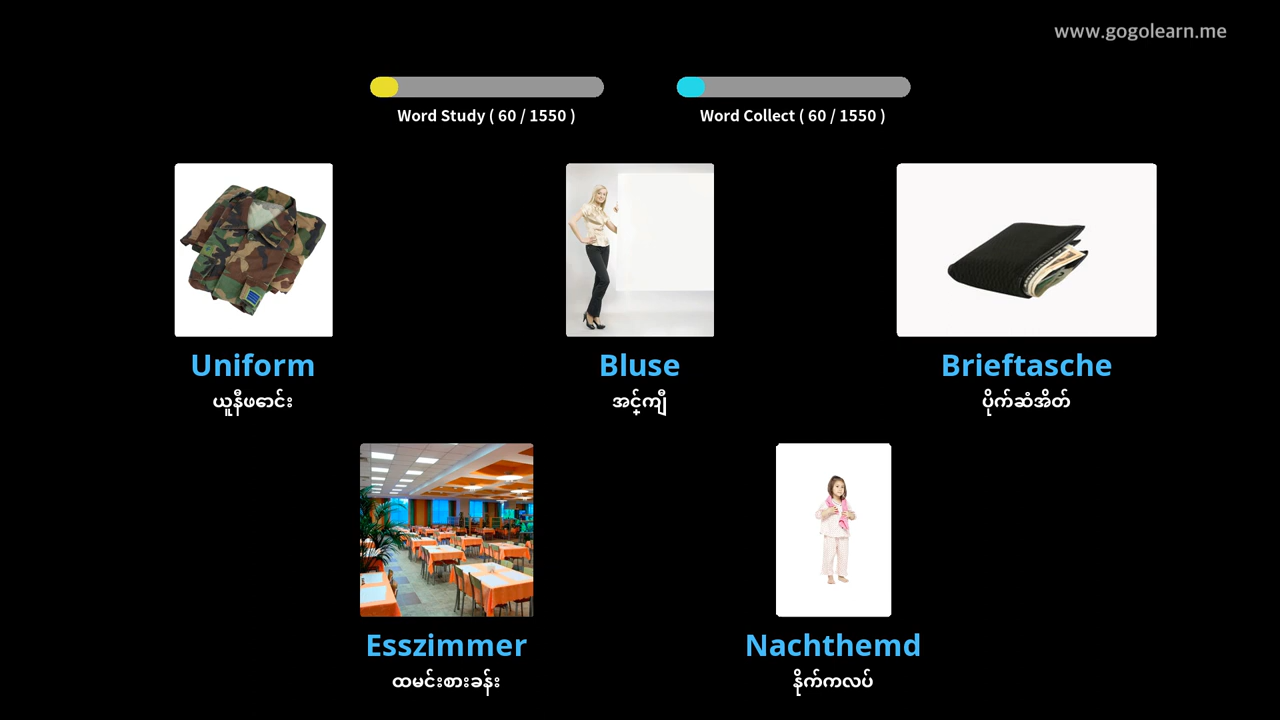 www.gogolearn.me
Word Study ( 60 / 1550 )
Word Collect ( 60 / 1550 )
Uniform
ယူနီဖောင်း
Bluse
အင်္ကျီ
Brieftasche
ပိုက်ဆံအိတ်
Esszimmer
ထမင်းစားခန်း
Nachthemd
နိုက်ကလပ်